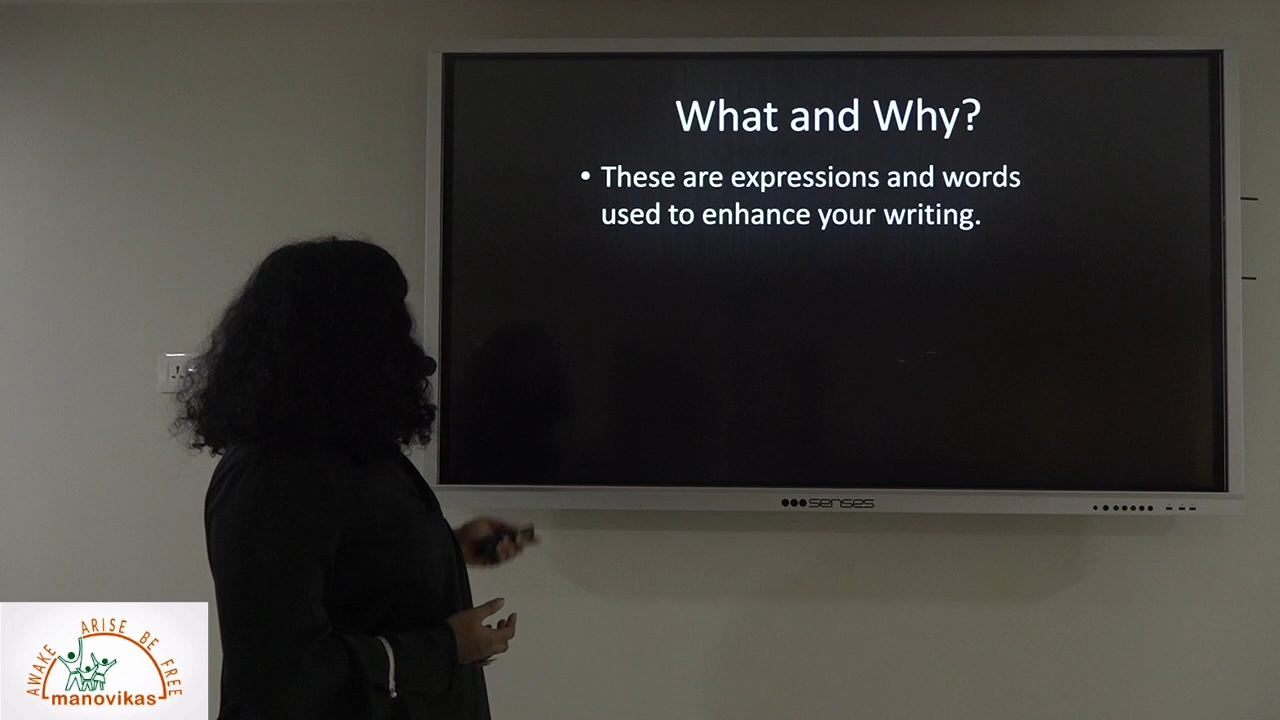 What and Why?
• These are expressions and words
used to enhance your writing.
senses
AWAKE ARISE BE FREE
manovikas